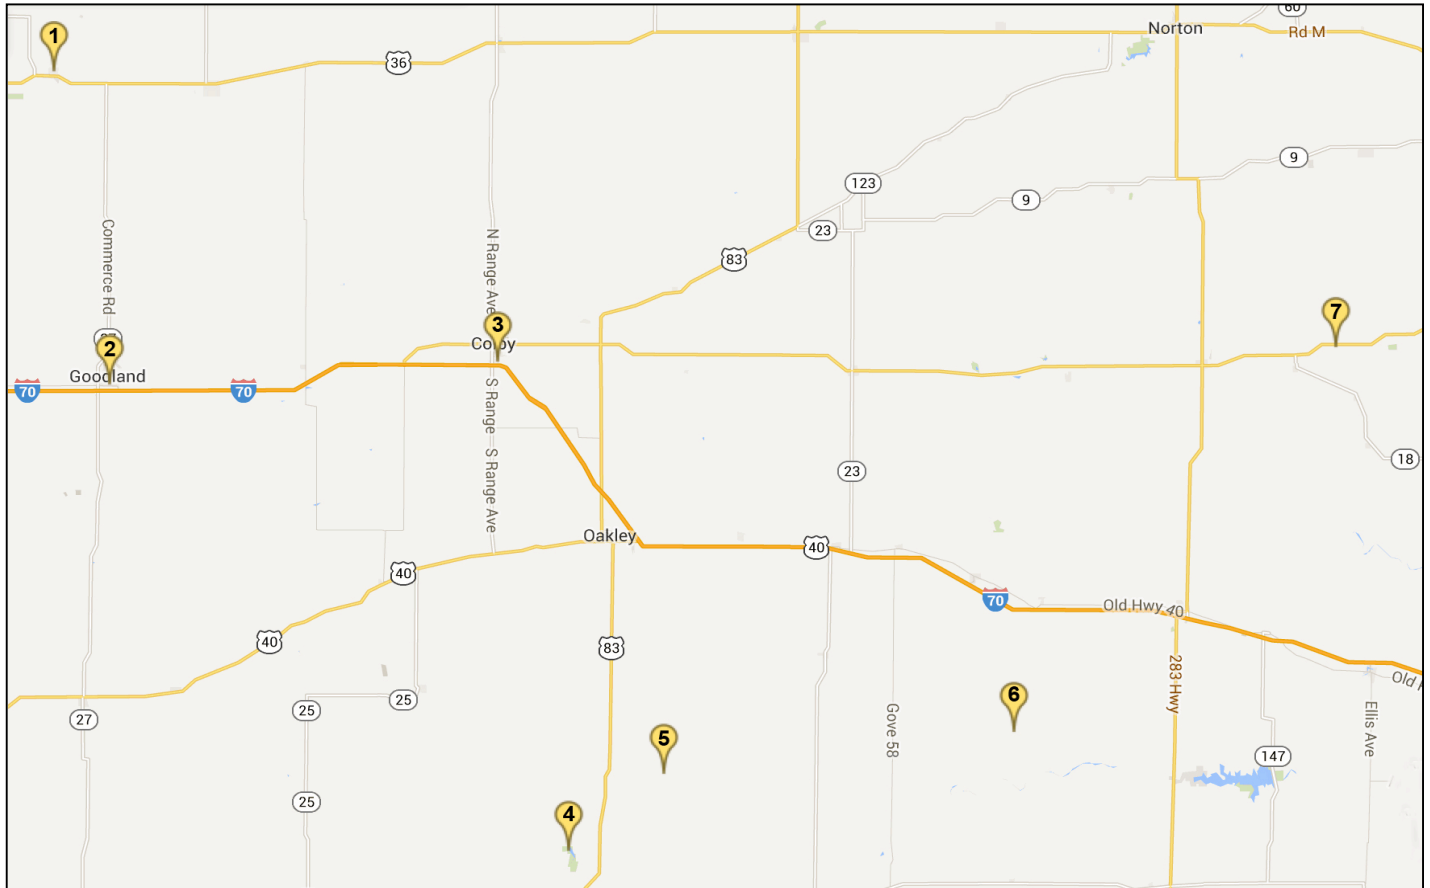 60
Norton
Rd M
1
36
9
123
9
23
Commerce Rd
N Range Ave
83
7
3
Colby
2
Goodland
70
70
S Range
S Range Ave
18
23
Oakley
40
40
70
Old Hwy 40
40
83
283 Hwy
Old
25
25
27
6
Gove 58
Ellis Ave
5
147
25
4